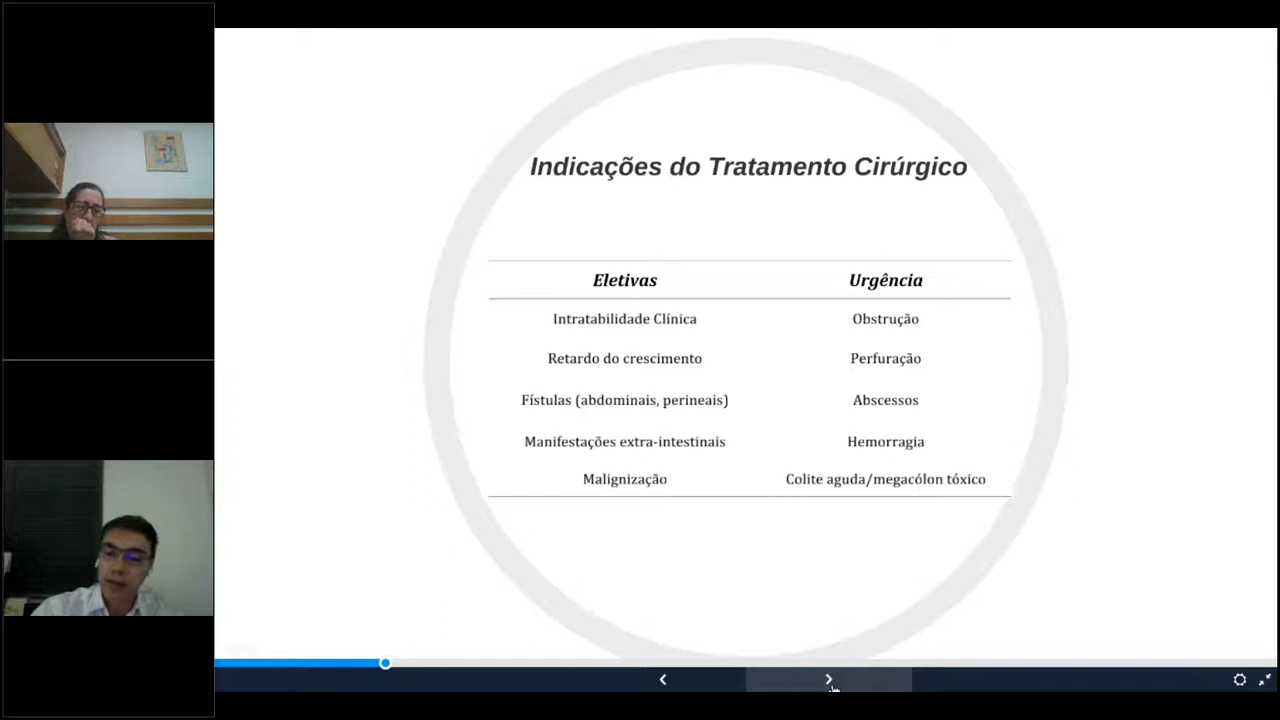 Indicações do Tratamento Cirúrgico
Eletivas Urgência
Intratabilidade Clínica Obstrução
Retardo do crescimento Perfuração
Fístulas (abdominais, perineais) Abscessos
Manifestações extra-intestinais Hemorragia
Malignização Colite aguda/megacólon tóxico